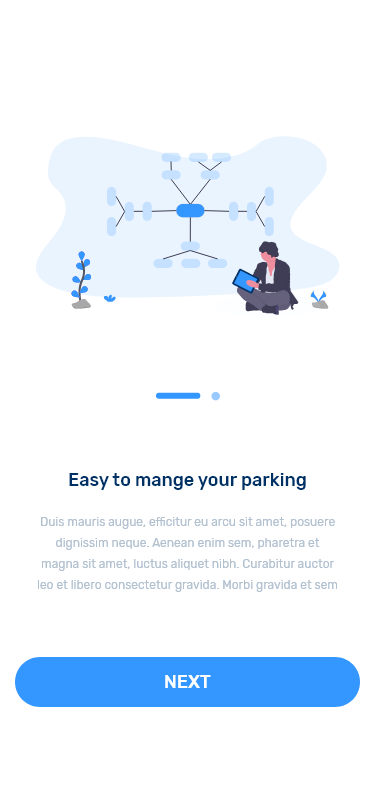 Easy to mange your parking
Duis mauris augue, efficitur eu arcu sit amet, posuere
dignissim neque. Aenean enim sem, pharetra et
magna sit amet, luctus aliquet nibh. Curabitur auctor
leo et libero consectetur gravida. Morbi gravida et sem
NEXT